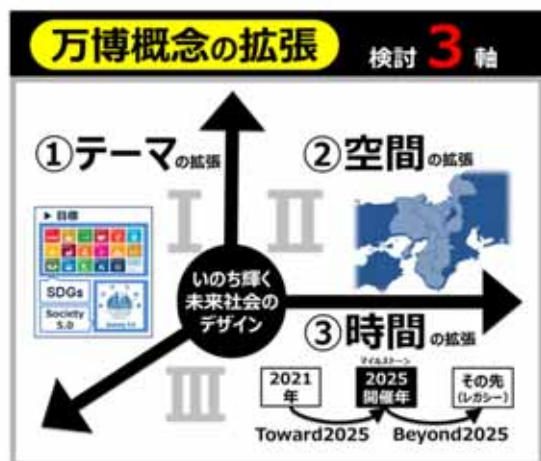 万博概念の拡張 検討 3 軸
①テーマの拡張
②空間の拡張
I II
▶ 目標
SDGs
Society
5.0
いのち輝く
未来社会の
デザイン
③時間の拡張
III
マイルストーン
2021
年
2025
開催年
その先
(レガシー)
Toward2025 Beyond2025